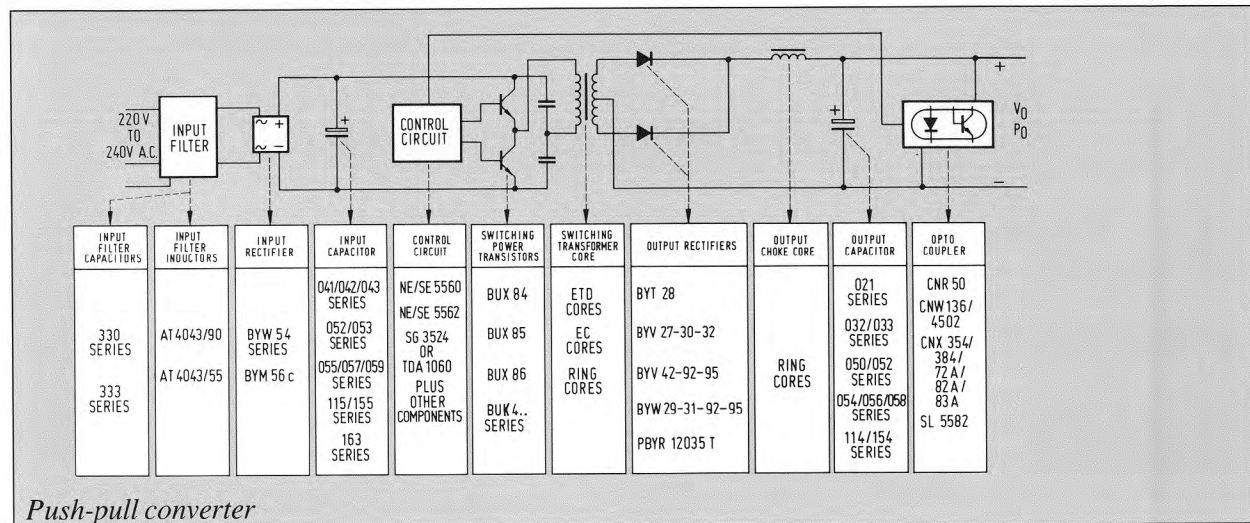 220 V
TO
240V A.C.
INPUT
FILTER
~ +
~ −
+
CONTROL
CIRCUIT
+
+
V0
P0
−
INPUT
FILTER
CAPACITORS
330
SERIES
333
SERIES
INPUT
FILTER
INDUCTORS
AT 4043/90
AT 4043/55
INPUT
RECTIFIER
BYW 54
SERIES
BYM 56 c
INPUT
CAPACITOR
041/042/043
SERIES
052/053
SERIES
055/057/059
SERIES
115/155
SERIES
163
SERIES
CONTROL
CIRCUIT
NE/SE 5560
NE/SE 5562
SG 3524
OR
TDA 1060
PLUS
OTHER
COMPONENTS
SWITCHING
POWER
TRANSISTORS
BUX 84
BUX 85
BUX 86
BUK4..
SERIES
SWITCHING
TRANSFORMER
CORE
ETD
CORES
EC
CORES
RING
CORES
OUTPUT RECTIFIERS
BYT 28
BYV 27-30-32
BYV 42-92-95
BYW 29-31-92-95
PBYR 12035 T
OUTPUT
CHOKE CORE
RING
CORES
OUTPUT
CAPACITOR
021
SERIES
032/033
SERIES
050/052
SERIES
054/056/058
SERIES
114/154
SERIES
OPTO
COUPLER
CNR 50
CNW 136/
4502
CNX 354/
384/
72A/
82A/
83A
SL 5582
Push-pull converter